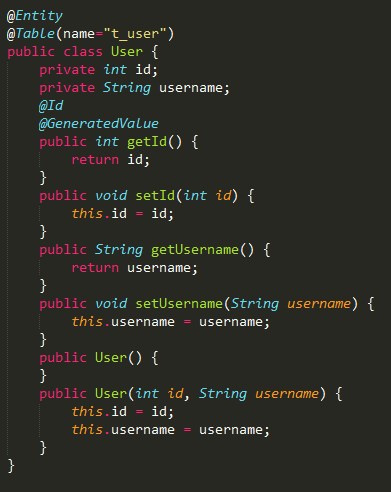 @Entity
@Table(name="t_user")
public class User {
    private int id;
    private String username;
    @Id
    @GeneratedValue
    public int getId() {
        return id;
    }
    public void setId(int id) {
        this.id = id;
    }
    public String getUsername() {
        return username;
    }
    public void setUsername(String username) {
        this.username = username;
    }
    public User() {
    }
    public User(int id, String username) {
        this.id = id;
        this.username = username;
    }
}